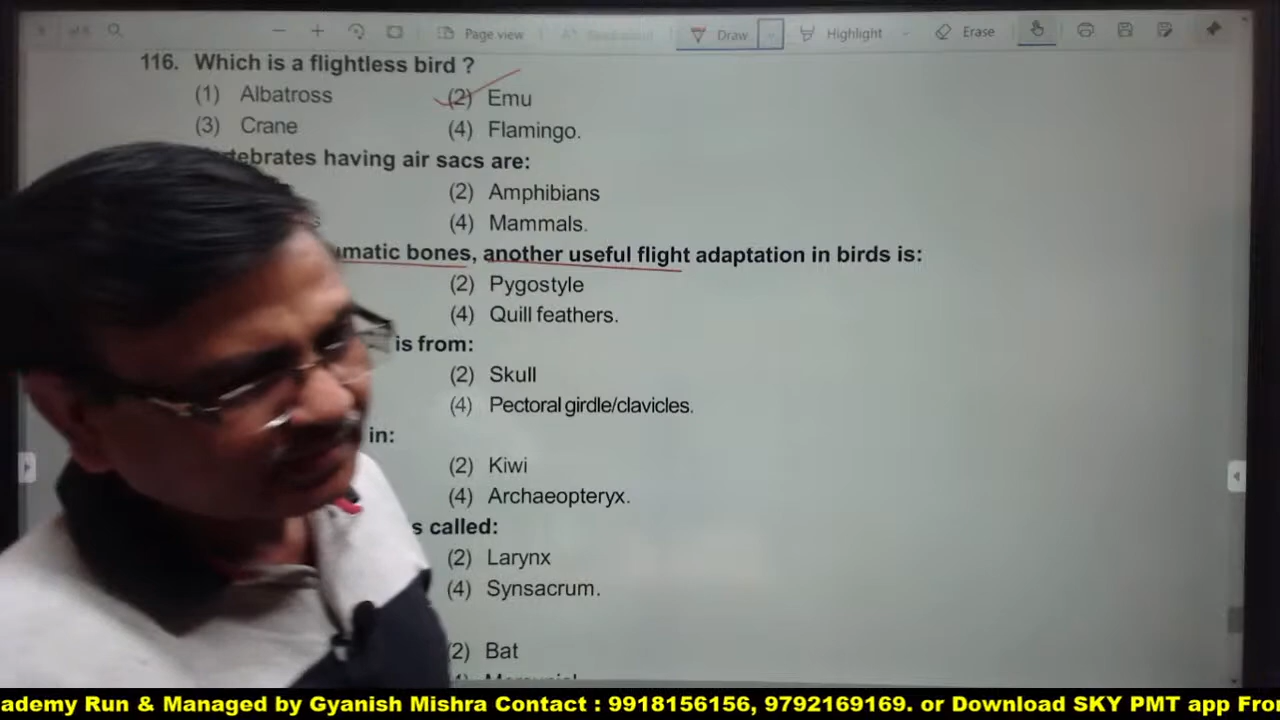 Page view
Draw
Highlight
Erase
116. Which is a flightless bird ?
(1) Albatross (2) Emu
(3) Crane (4) Flamingo.
having air sacs are:
(2) Amphibians
(4) Mammals.
bones, another useful flight adaptation in birds is:
(2) Pygostyle
(4) Quill feathers.
is from:
(2) Skull
(4) Pectoral girdle/clavicles.
in:
(2) Kiwi
(4) Archaeopteryx.
called:
(2) Larynx
(4) Synsacrum.
(2) Bat
ademy Run & Managed by Gyanish Mishra Contact : 9918156156, 9792169169. or Download SKY PMT app Fro